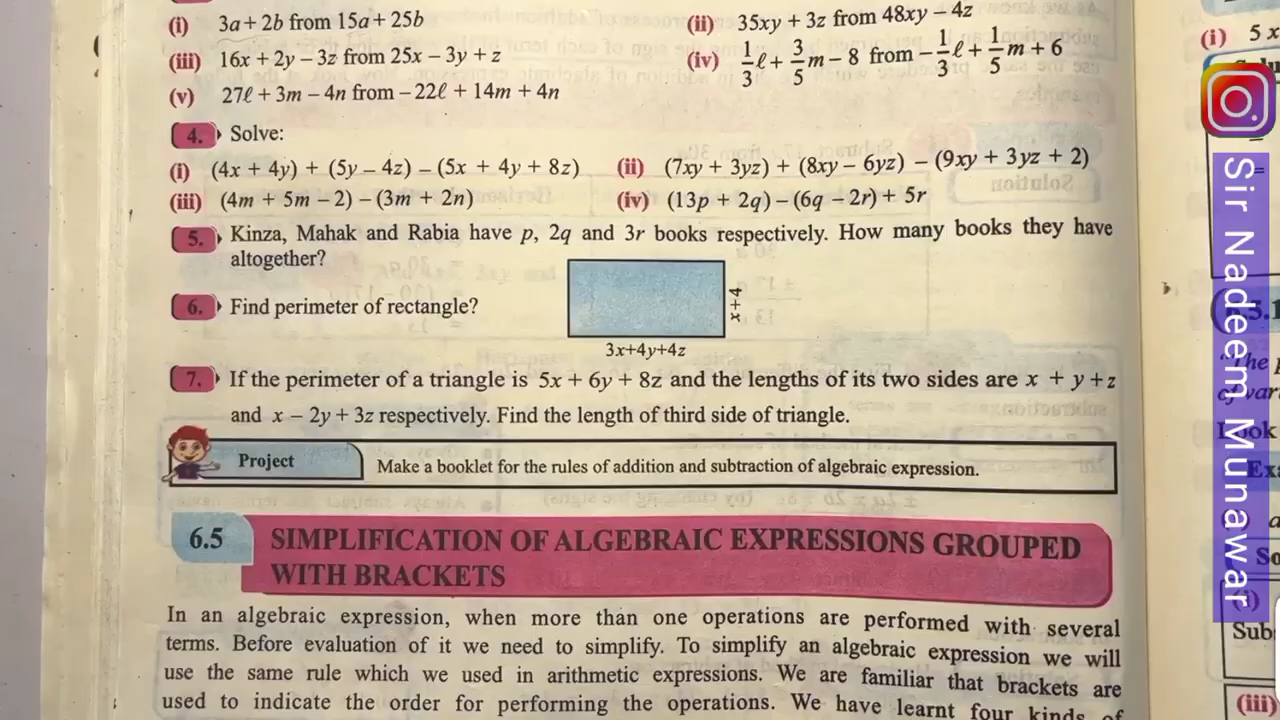 (i) 3a + 2b from 15a + 25b (ii) 35xy + 3z from 48xy – 4z
(iii) 16x + 2y – 3z from 25x – 3y + z (iv) 1/3 ℓ + 3/5 m – 8 from – 1/3 ℓ + 1/5 m + 6
(v) 27ℓ + 3m – 4n from – 22ℓ + 14m + 4n
4. Solve:
(i) (4x + 4y) + (5y – 4z) – (5x + 4y + 8z) (ii) (7xy + 3yz) + (8xy – 6yz) – (9xy + 3yz + 2)
(iii) (4m + 5m – 2) – (3m + 2n) (iv) (13p + 2q) – (6q – 2r) + 5r
5. Kinza, Mahak and Rabia have p, 2q and 3r books respectively. How many books they have
altogether?
6. Find perimeter of rectangle?
x+4
3x+4y+4z
7. If the perimeter of a triangle is 5x + 6y + 8z and the lengths of its two sides are x + y + z
and x – 2y + 3z respectively. Find the length of third side of triangle.
Project Make a booklet for the rules of addition and subtraction of algebraic expression.
6.5 SIMPLIFICATION OF ALGEBRAIC EXPRESSIONS GROUPED
WITH BRACKETS
In an algebraic expression, when more than one operations are performed with several
terms. Before evaluation of it we need to simplify. To simplify an algebraic expression we will
use the same rule which we used in arithmetic expressions. We are familiar that brackets are
used to indicate the order for performing the operations. We have learnt four kinds of
(i) 5 x
"The
of var
Sub
(iii)
Sir Nadeem Munawar